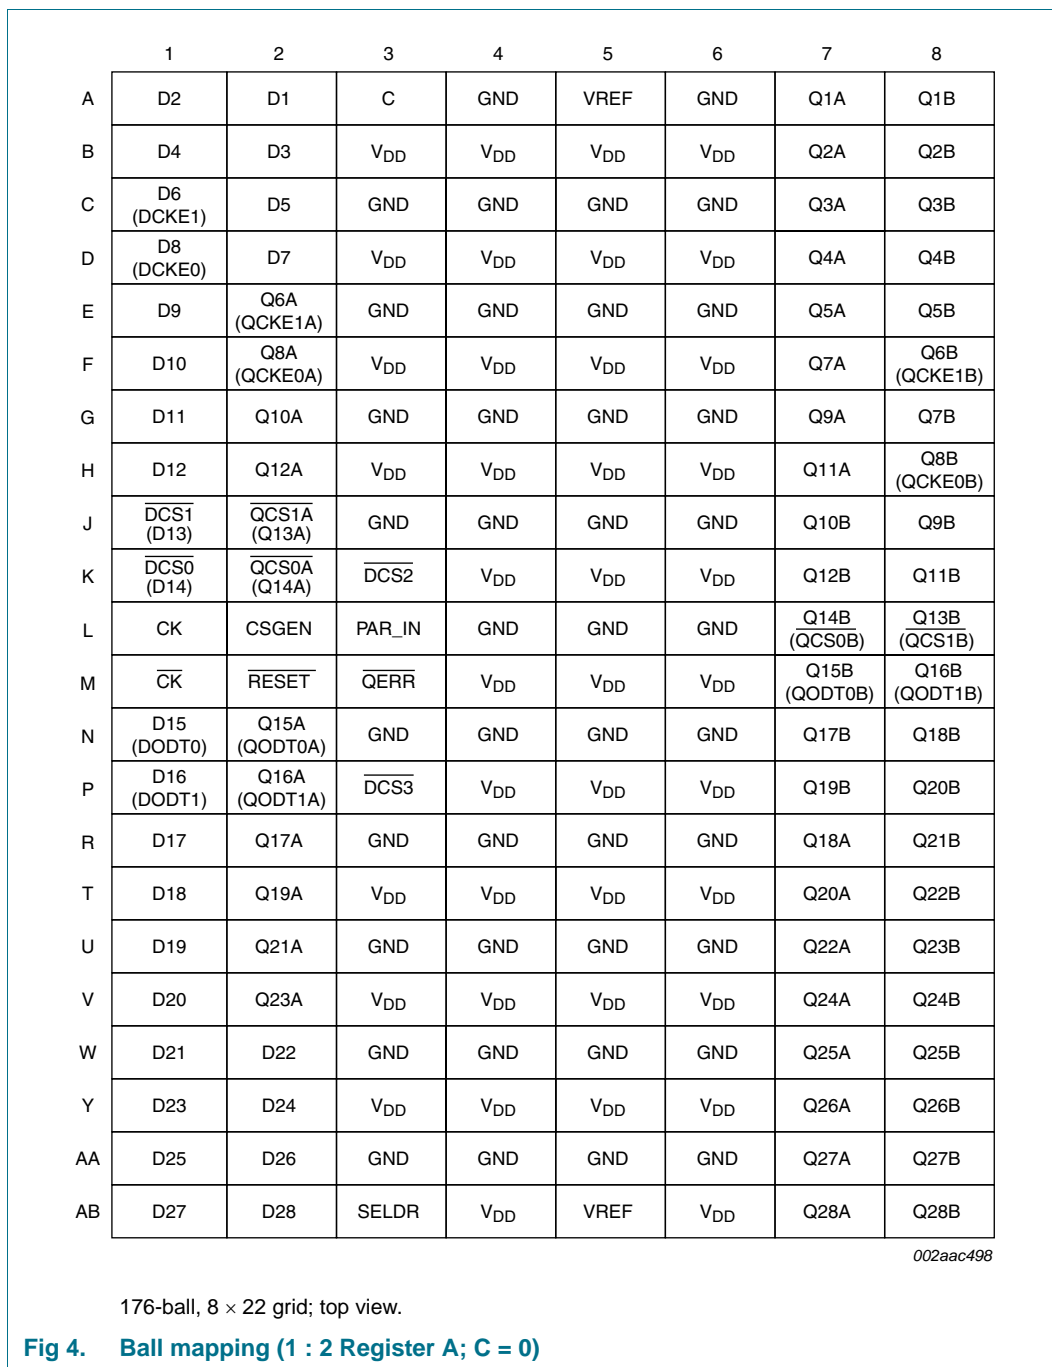 1 2 3 4 5 6 7 8
A D2 D1 C GND VREF GND Q1A Q1B
B D4 D3 VDD VDD VDD VDD Q2A Q2B
C D6 (DCKE1) D5 GND GND GND GND Q3A Q3B
D D8 (DCKE0) D7 VDD VDD VDD VDD Q4A Q4B
E D9 Q6A (QCKE1A) GND GND GND GND Q5A Q5B
F D10 Q8A (QCKE0A) VDD VDD VDD VDD Q7A Q6B (QCKE1B)
G D11 Q10A GND GND GND GND Q9A Q7B
H D12 Q12A VDD VDD VDD VDD Q11A Q8B (QCKE0B)
J DCS1 (D13) QCS1A (Q13A) GND GND GND GND Q10B Q9B
K DCS0 (D14) QCS0A (Q14A) DCS2 VDD VDD VDD Q12B Q11B
L CK CSGEN PAR_IN GND GND GND Q14B (QCS0B) Q13B (QCS1B)
M CK RESET QERR VDD VDD VDD Q15B (QODT0B) Q16B (QODT1B)
N D15 (DODT0) Q15A (QODT0A) GND GND GND GND Q17B Q18B
P D16 (DODT1) Q16A (QODT1A) DCS3 VDD VDD VDD Q19B Q20B
R D17 Q17A GND GND GND GND Q18A Q21B
T D18 Q19A VDD VDD VDD VDD Q20A Q22B
U D19 Q21A GND GND GND GND Q22A Q23B
V D20 Q23A VDD VDD VDD VDD Q24A Q24B
W D21 D22 GND GND GND GND Q25A Q25B
Y D23 D24 VDD VDD VDD VDD Q26A Q26B
AA D25 D26 GND GND GND GND Q27A Q27B
AB D27 D28 SELDR VDD VREF VDD Q28A Q28B
002aac498
176-ball, 8 × 22 grid; top view.
Fig 4. Ball mapping (1 : 2 Register A; C = 0)